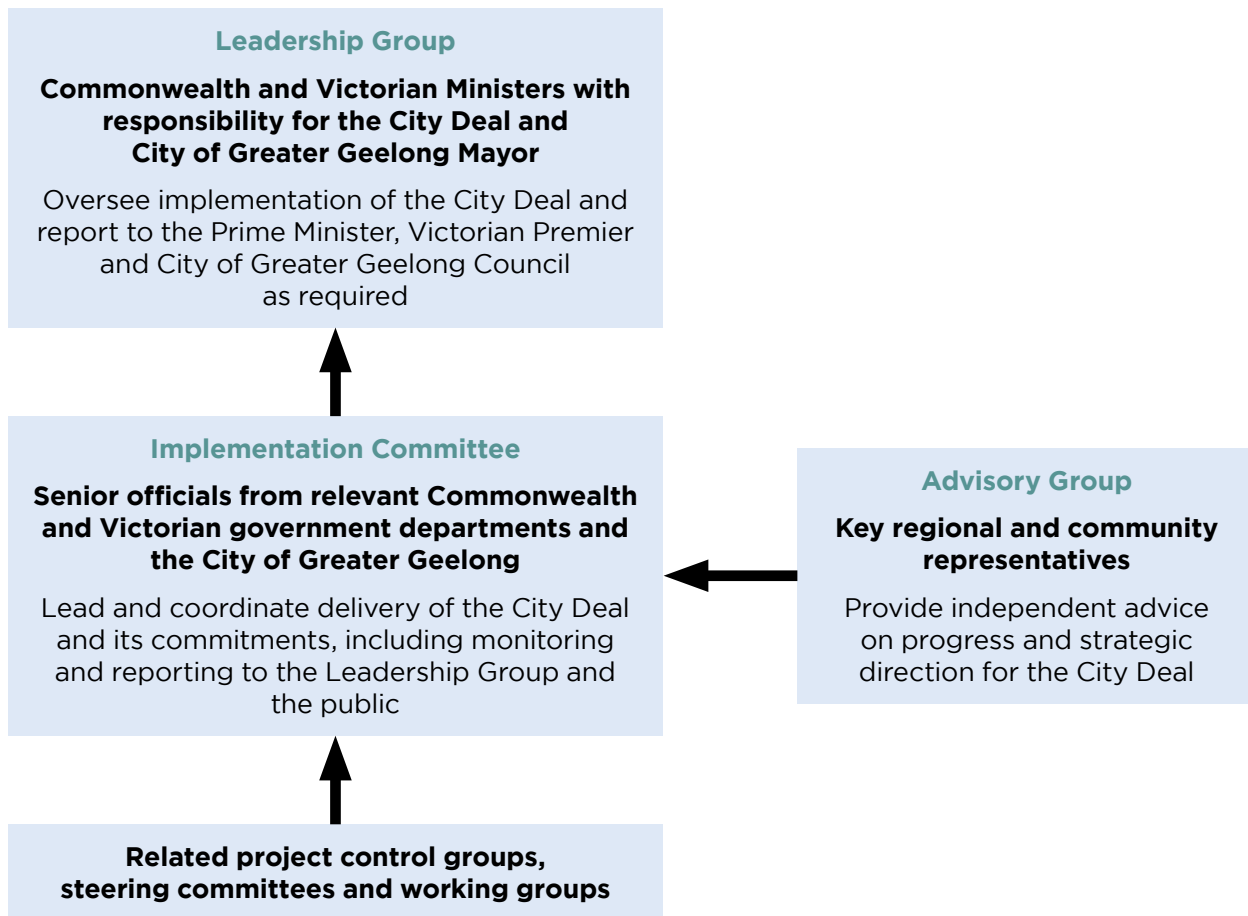 Leadership Group
Commonwealth and Victorian Ministers with
responsibility for the City Deal and
City of Greater Geelong Mayor
Oversee implementation of the City Deal and
report to the Prime Minister, Victorian Premier
and City of Greater Geelong Council
as required
Implementation Committee
Senior officials from relevant Commonwealth
and Victorian government departments and
the City of Greater Geelong
Lead and coordinate delivery of the City Deal
and its commitments, including monitoring
and reporting to the Leadership Group and
the public
Advisory Group
Key regional and community
representatives
Provide independent advice
on progress and strategic
direction for the City Deal
Related project control groups,
steering committees and working groups